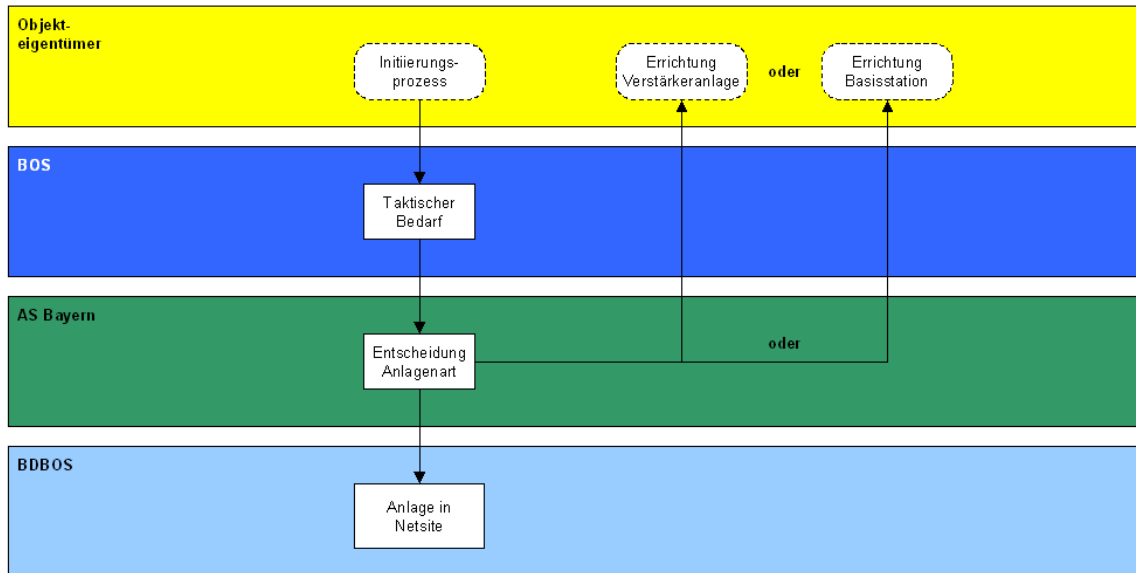 Objekt-
eigentümer
Initiierungs-
prozess
Errichtung
Verstärkeranlage
oder
Errichtung
Basisstation
BOS
Taktischer
Bedarf
AS Bayern
Entscheidung
Anlagenart
oder
BDBOS
Anlage in
Netsite